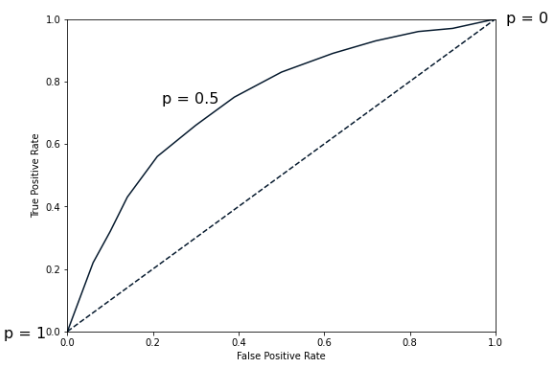 p = 0
1.0
0.8
p = 0.5
0.6
True Positive Rate
0.4
0.2
p = 1
0.0
0.0 0.2 0.4 0.6 0.8 1.0
False Positive Rate